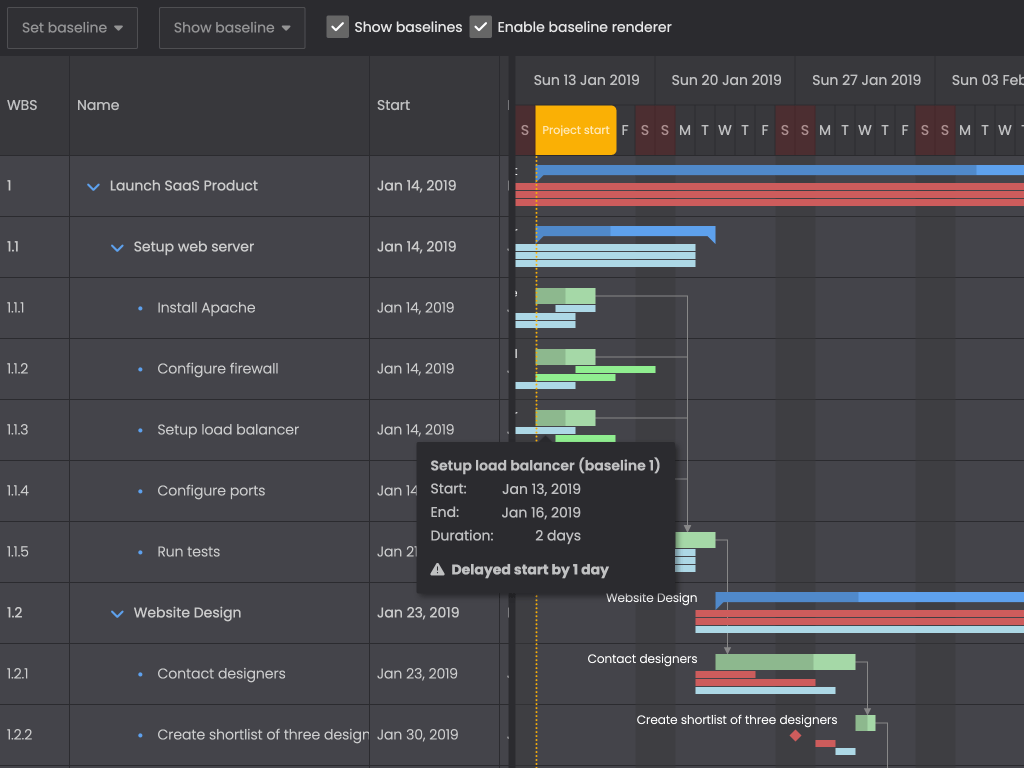 Set baseline
Show baseline
Show baselines
Enable baseline renderer
WBS Name Start
Sun 13 Jan 2019 Sun 20 Jan 2019 Sun 27 Jan 2019 Sun 03 Feb
S Project start F S S M T W T F S S M T W T F S S M T W
1 Launch SaaS Product Jan 14, 2019
1.1 Setup web server Jan 14, 2019
1.1.1 Install Apache Jan 14, 2019
1.1.2 Configure firewall Jan 14, 2019
1.1.3 Setup load balancer Jan 14, 2019
Setup load balancer (baseline 1)
Start: Jan 13, 2019
End: Jan 16, 2019
Duration: 2 days
Delayed start by 1 day
1.1.4 Configure ports Jan 14
1.1.5 Run tests Jan 21
1.2 Website Design Jan 23, 2019 Website Design
1.2.1 Contact designers Jan 23, 2019 Contact designers
1.2.2 Create shortlist of three design Jan 30, 2019 Create shortlist of three designers